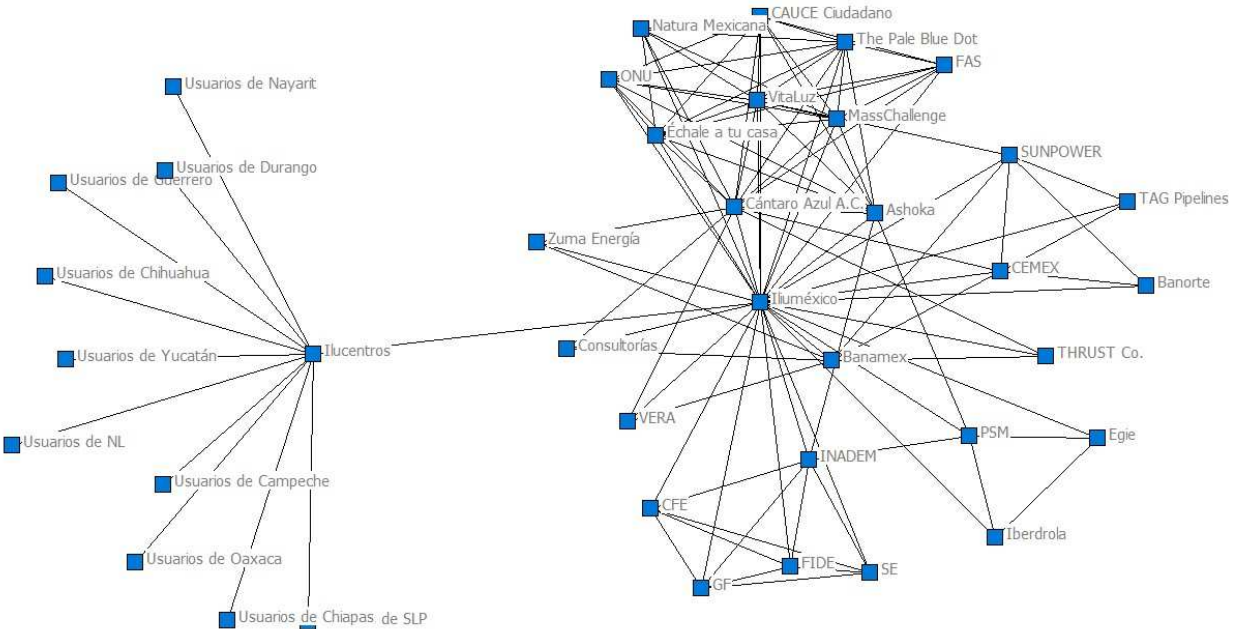 CAUCE Ciudadano
Natura Mexicana
The Pale Blue Dot
FAS
ONU
Usuarios de Nayarit
VitaLuz
MassChallenge
Échale a tu casa
SUNPOWER
Usuarios de Durango
Usuarios de Guerrero
TAG Pipelines
Cántaro Azul A.C.
Ashoka
Zuma Energía
CEMEX
Usuarios de Chihuahua
Banorte
Iluméxico
Consultorías
Ilucentros
Usuarios de Yucatán
Banamex
THRUST Co.
VERA
PSM
Egie
Usuarios de NL
INADEM
Usuarios de Campeche
CFE
Iberdrola
Usuarios de Oaxaca
FIDE
SE
GF
Usuarios de Chiapas
de SLP